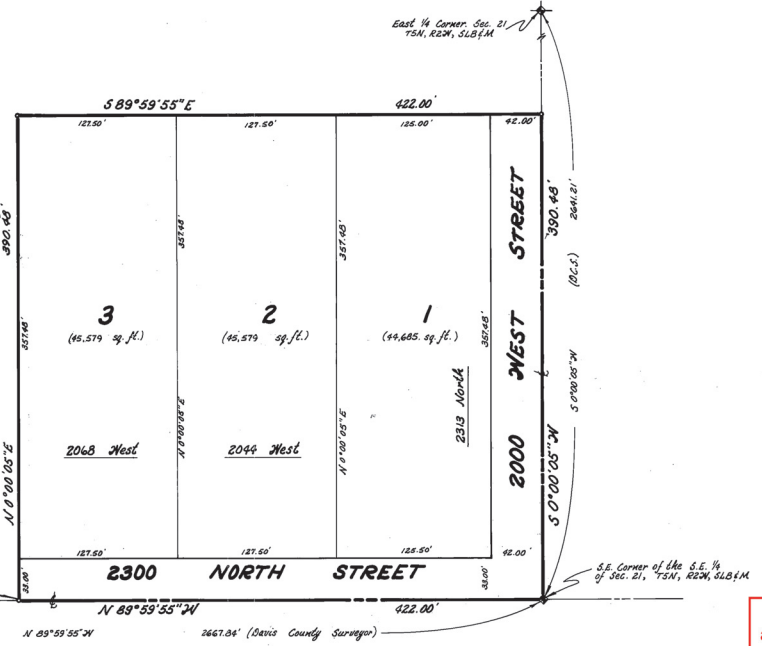 East 1/4 Corner. Sec. 21
T5N, R2W, SLB&M
S 89°59'55"E 422.00'
127.50' 127.50' 125.00' 42.00'
390.48'
357.48'
357.48'
357.48'
357.48'
STREET
390.48'
2641.21'
(D.C.S.)
3 2 1
(45,579 sq. ft.) (45,579 sq. ft.) (44,685. sq. ft.)
WEST
S 0°00'05"W
2313 North
N 0°00'05"E
N 0°00'05"E
N 0°00'05"E
2068 West 2044 West
2000
S 0°00'05"W
127.50' 127.50' 125.50' 42.00'
33.00' 2300 NORTH STREET 33.00'
S.E. Corner of the S.E. 1/4
of Sec. 21, T5N, R2W, SLB&M
N 89°59'55"W 422.00'
N 89°59'55"W 2667.84' (Davis County Surveyor)